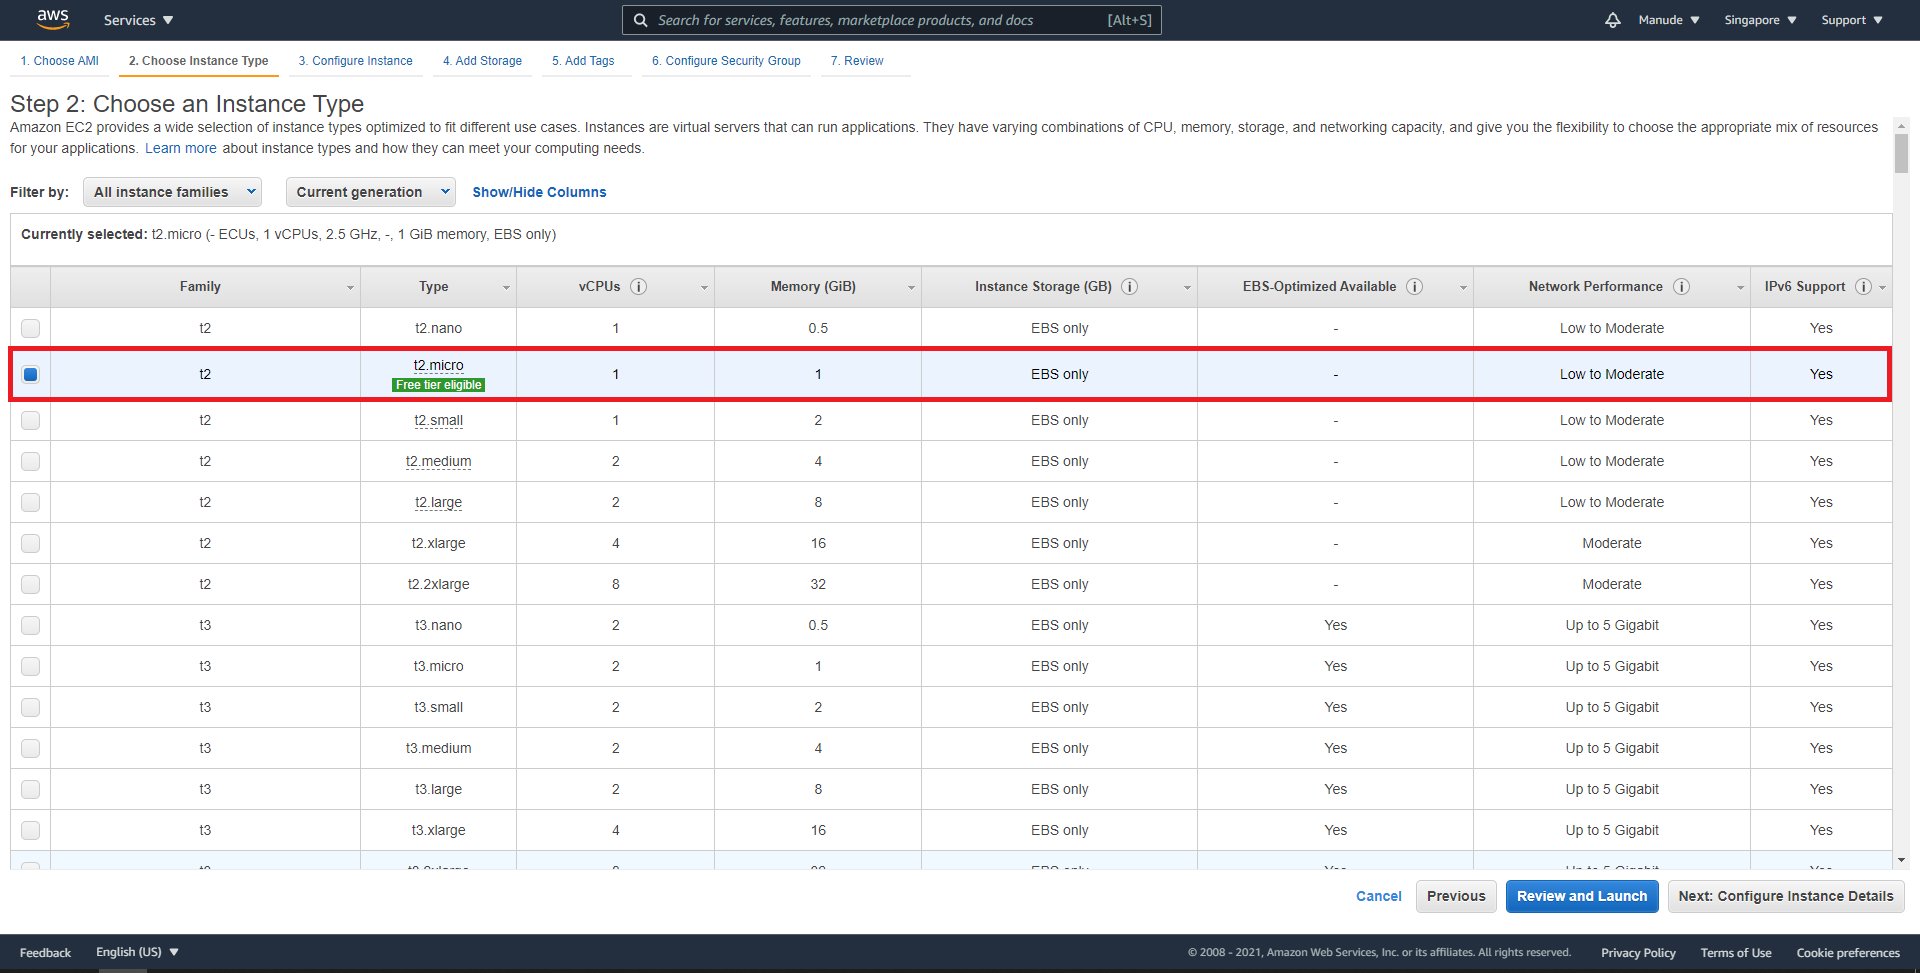 aws Services Search for services, features, marketplace products, and docs [Alt+S] Manude Singapore Support
1. Choose AMI 2. Choose Instance Type 3. Configure Instance 4. Add Storage 5. Add Tags 6. Configure Security Group 7. Review
Step 2: Choose an Instance Type
Amazon EC2 provides a wide selection of instance types optimized to fit different use cases. Instances are virtual servers that can run applications. They have varying combinations of CPU, memory, storage, and networking capacity, and give you the flexibility to choose the appropriate mix of resources
for your applications. Learn more about instance types and how they can meet your computing needs.
Filter by: All instance families Current generation Show/Hide Columns
Currently selected: t2.micro (- ECUs, 1 vCPUs, 2.5 GHz, -, 1 GiB memory, EBS only)
Family Type vCPUs i Memory (GiB) Instance Storage (GB) i EBS-Optimized Available i Network Performance i IPv6 Support i
t2 t2.nano 1 0.5 EBS only - Low to Moderate Yes
t2 t2.micro 1 1 EBS only - Low to Moderate Yes
Free tier eligible
t2 t2.small 1 2 EBS only - Low to Moderate Yes
t2 t2.medium 2 4 EBS only - Low to Moderate Yes
t2 t2.large 2 8 EBS only - Low to Moderate Yes
t2 t2.xlarge 4 16 EBS only - Moderate Yes
t2 t2.2xlarge 8 32 EBS only - Moderate Yes
t3 t3.nano 2 0.5 EBS only Yes Up to 5 Gigabit Yes
t3 t3.micro 2 1 EBS only Yes Up to 5 Gigabit Yes
t3 t3.small 2 2 EBS only Yes Up to 5 Gigabit Yes
t3 t3.medium 2 4 EBS only Yes Up to 5 Gigabit Yes
t3 t3.large 2 8 EBS only Yes Up to 5 Gigabit Yes
t3 t3.xlarge 4 16 EBS only Yes Up to 5 Gigabit Yes
Cancel Previous Review and Launch Next: Configure Instance Details
Feedback English (US) © 2008 - 2021, Amazon Web Services, Inc. or its affiliates. All rights reserved. Privacy Policy Terms of Use Cookie preferences